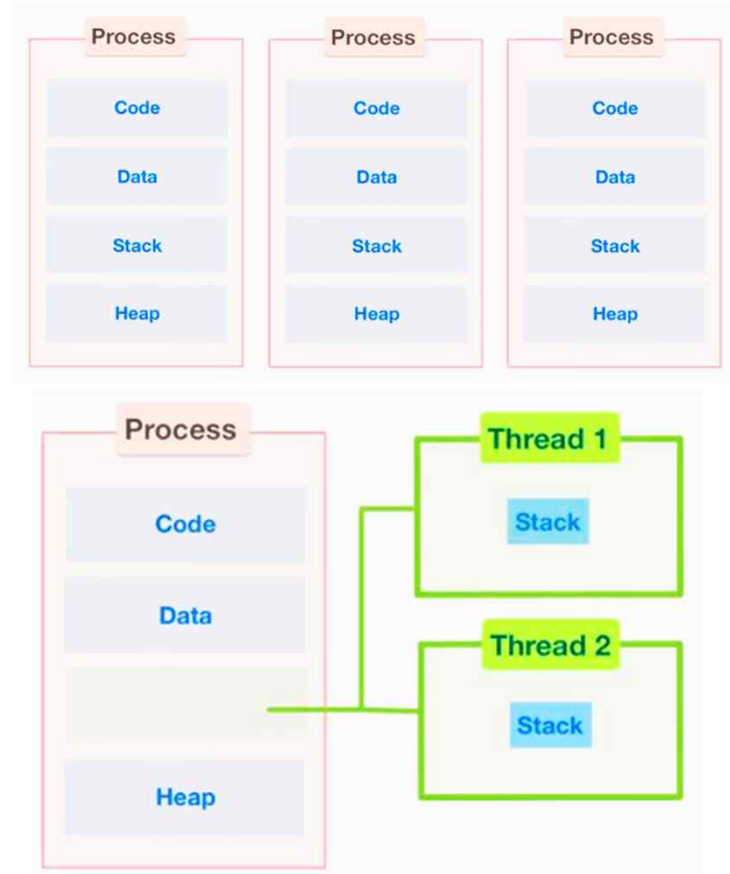 Process
Process
Process
Code
Code
Code
Data
Data
Data
Stack
Stack
Stack
Heap
Heap
Heap
Process
Code
Data
Heap
Thread 1
Stack
Thread 2
Stack